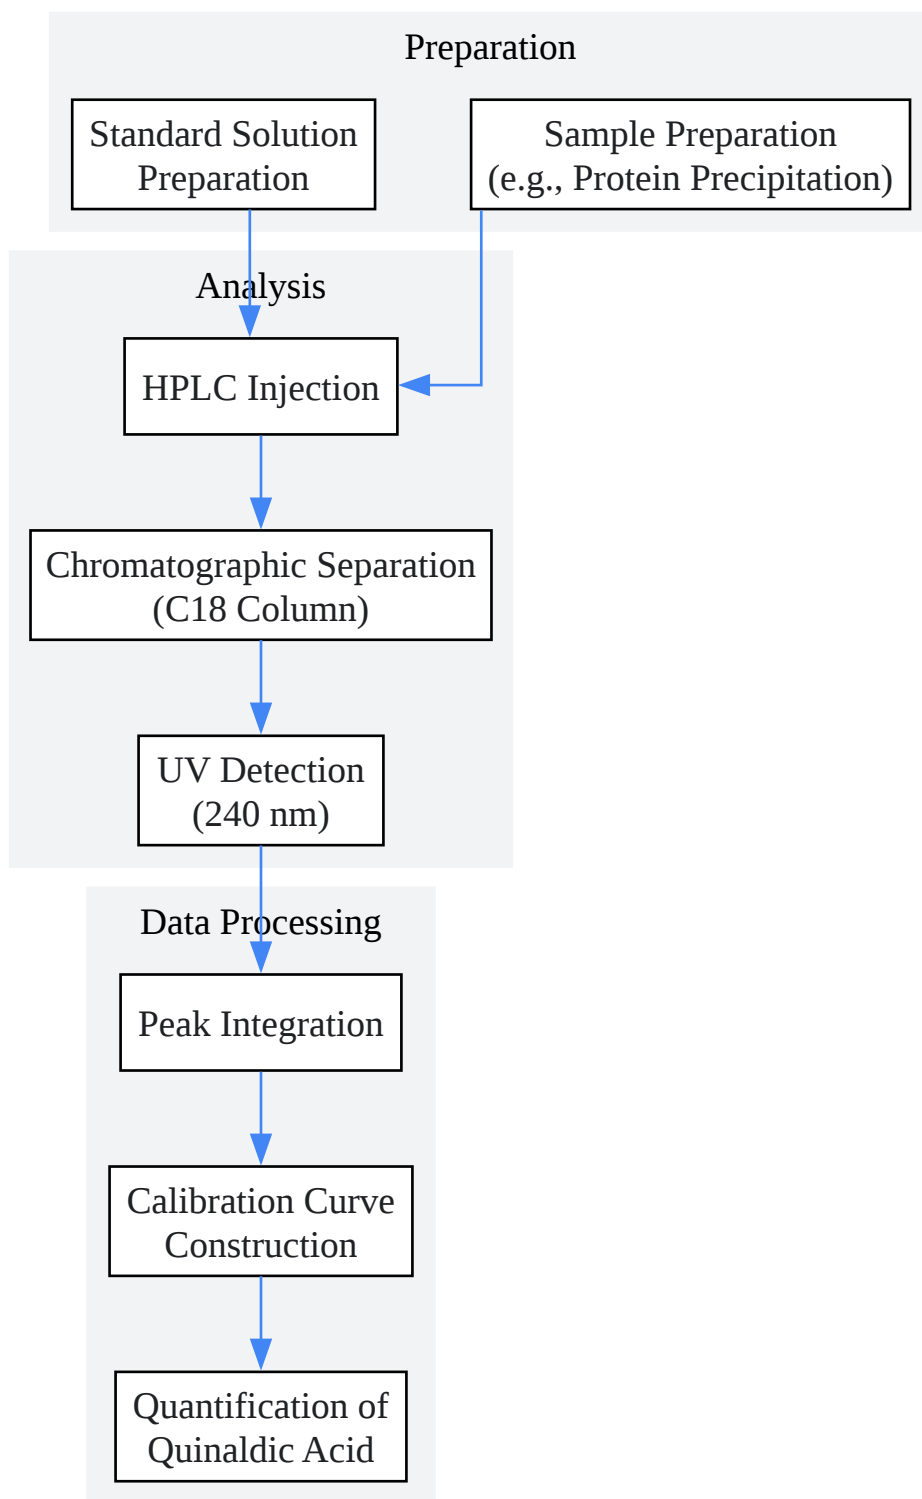 Preparation
Standard Solution
Preparation
Sample Preparation
(e.g., Protein Precipitation)
Analysis
HPLC Injection
Chromatographic Separation
(C18 Column)
UV Detection
(240 nm)
Data Processing
Peak Integration
Calibration Curve
Construction
Quantification of
Quinaldic Acid